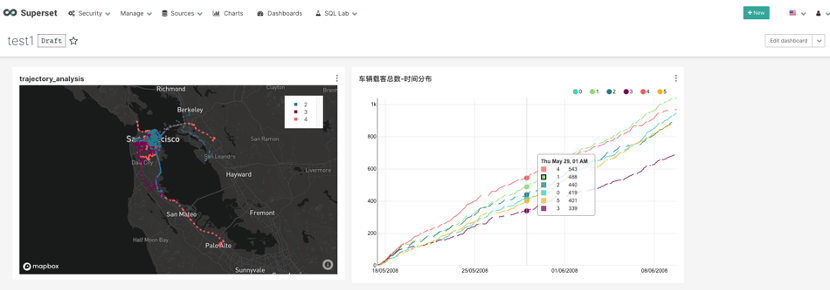 Superset Security Manage Sources Charts Dashboards SQL Lab + New
test1 Draft Edit dashboard
trajectory_analysis
Richmond
Berkeley
2
3
4
San Francisco
San Ramon
Daly City
San Leandro
Livermore
Hayward
San Mateo
Fremont
Half Moon Bay
Palo Alto
Sunnyvale
mapbox
车辆载客总数-时间分布
0 1 2 3 4 5
1k
800
600
400
200
0
Thu May 29, 01 AM
4 543
1 488
2 440
0 419
5 401
3 339
18/05/2008 25/05/2008 01/06/2008 08/06/2008